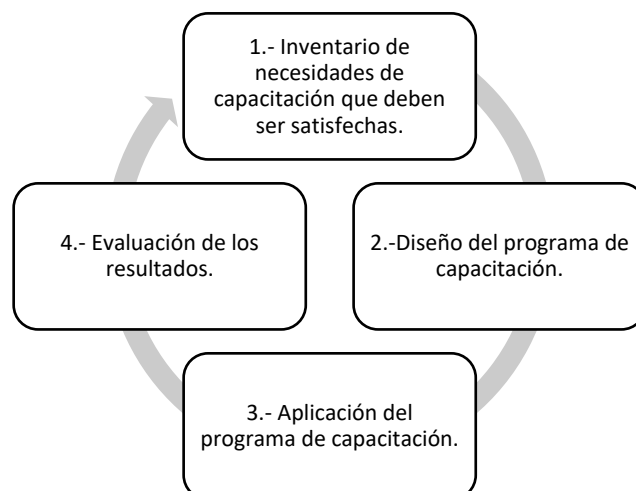 1.- Inventario de
necesidades de
capacitación que deben
ser satisfechas.
2.-Diseño del programa de
capacitación.
3.- Aplicación del
programa de capacitación.
4.- Evaluación de los
resultados.